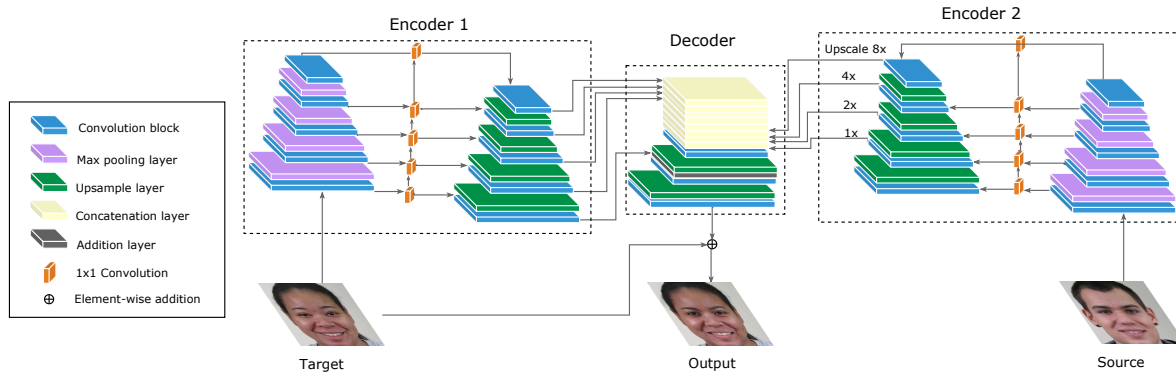 Encoder 1
Decoder
Encoder 2
Upscale 8x
4x
2x
1x
Convolution block
Max pooling layer
Upsample layer
Concatenation layer
Addition layer
1x1 Convolution
Element-wise addition
Target
Output
Source